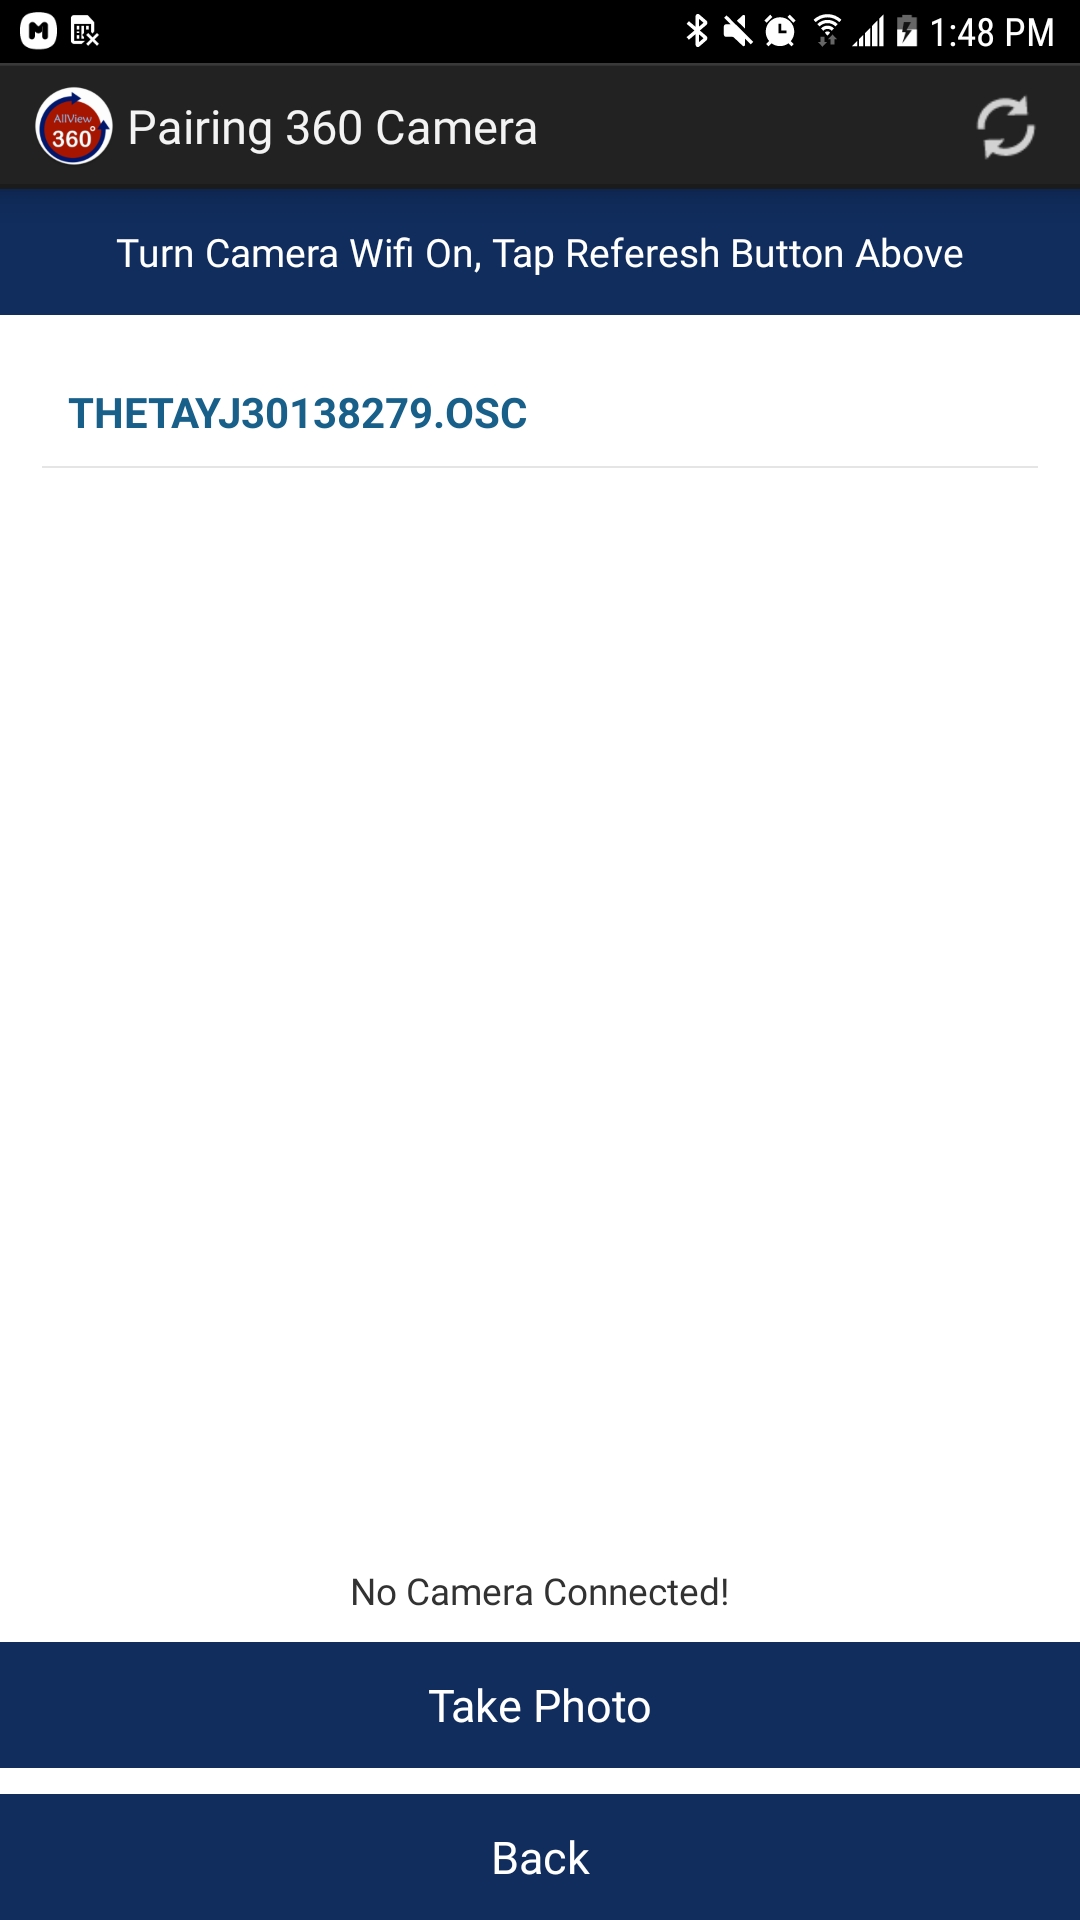 1:48 PM
AllView
360°
Pairing 360 Camera
Turn Camera Wifi On, Tap Referesh Button Above
THETAYJ30138279.OSC
No Camera Connected!
Take Photo
Back